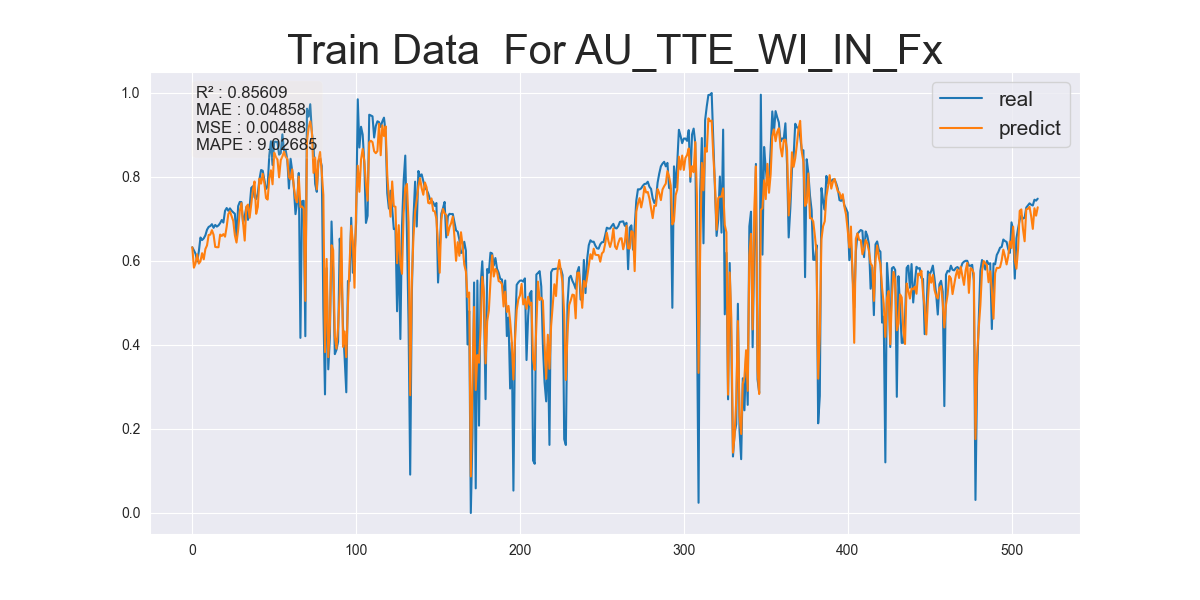 Train Data  For AU_TTE_WI_IN_Fx
R² : 0.85609
MAE : 0.04858
MSE : 0.00488
MAPE : 9.02685
real
predict
1.0
0.8
0.6
0.4
0.2
0.0
0
100
200
300
400
500